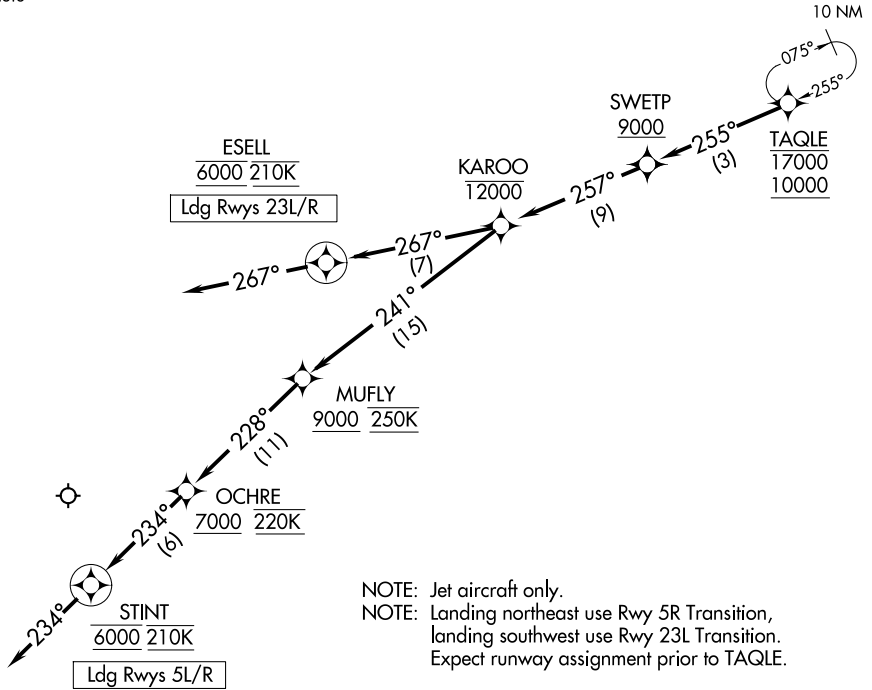 10 NM
075°
255°
SWETP
9000
255°
(3)
TAQLE
17000
10000
ESELL
6000 210K
Ldg Rwys 23L/R
KAROO
12000
257°
(9)
267°
(7)
267°
241°
(15)
MUFLY
9000 250K
228°
(11)
OCHRE
7000 220K
234°
(6)
STINT
6000 210K
Ldg Rwys 5L/R
234°
NOTE: Jet aircraft only.
NOTE: Landing northeast use Rwy 5R Transition,
landing southwest use Rwy 23L Transition.
Expect runway assignment prior to TAQLE.